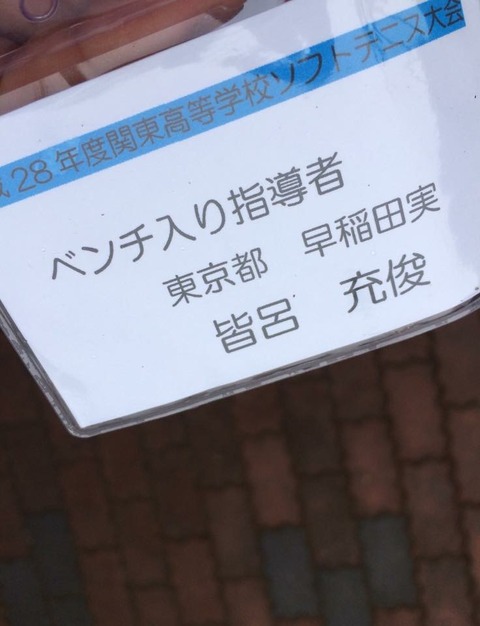 成28年度関東高等学校ソフトテニス大会
ベンチ入り指導者
東京都 早稲田実
皆呂 充俊